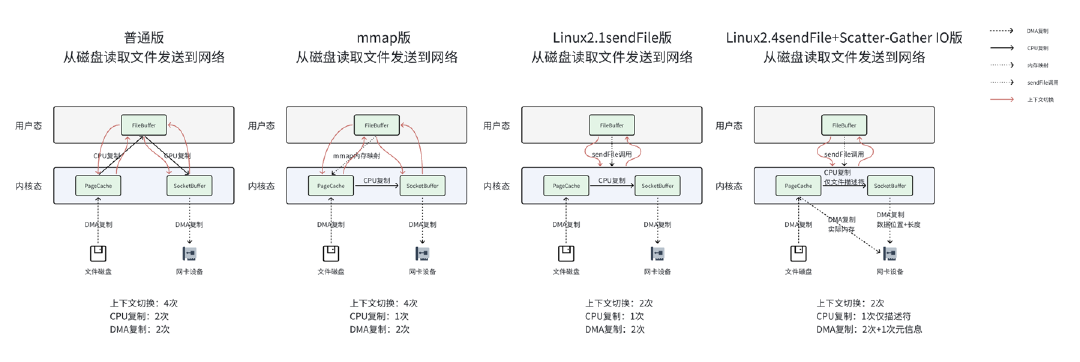 普通版
从磁盘读取文件发送到网络
用户态
FileBuffer
CPU复制
CPU复制
内核态
PageCache
SocketBuffer
DMA复制
DMA复制
文件磁盘
网卡设备
上下文切换：4次
CPU复制：2次
DMA复制：2次
mmap版
从磁盘读取文件发送到网络
用户态
FileBuffer
mmap内存映射
内核态
PageCache
CPU复制
SocketBuffer
DMA复制
DMA复制
文件磁盘
网卡设备
上下文切换：4次
CPU复制：1次
DMA复制：2次
Linux2.1sendFile版
从磁盘读取文件发送到网络
用户态
FileBuffer
sendFile调用
内核态
PageCache
CPU复制
SocketBuffer
DMA复制
DMA复制
文件磁盘
网卡设备
上下文切换：2次
CPU复制：1次
DMA复制：2次
Linux2.4sendFile+Scatter-Gather IO版
从磁盘读取文件发送到网络
用户态
FileBuffer
sendFile调用
内核态
PageCache
CPU复制
仅文件描述符
SocketBuffer
DMA复制
DMA复制
实际内存
DMA复制
数据位置+长度
文件磁盘
网卡设备
上下文切换：2次
CPU复制：1次仅描述符
DMA复制：2次+1次元信息
DMA复制
CPU复制
内存映射
sendFile调用
上下文切换